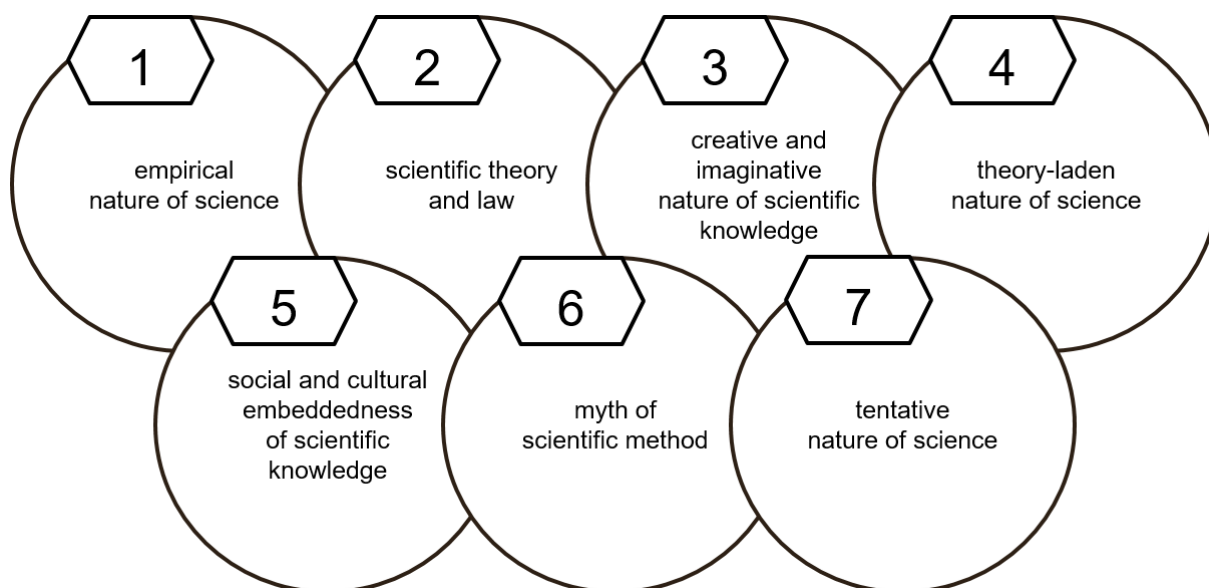 1
empirical
nature of science
2
scientific theory
and law
3
creative and
imaginative
nature of scientific
knowledge
4
theory-laden
nature of science
5
social and cultural
embeddedness
of scientific
knowledge
6
myth of
scientific method
7
tentative
nature of science